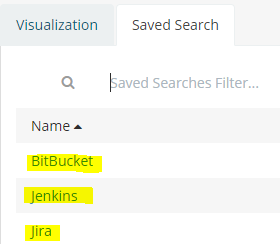 Visualization Saved Search
Saved Searches Filter...
Name
BitBucket
Jenkins
Jira